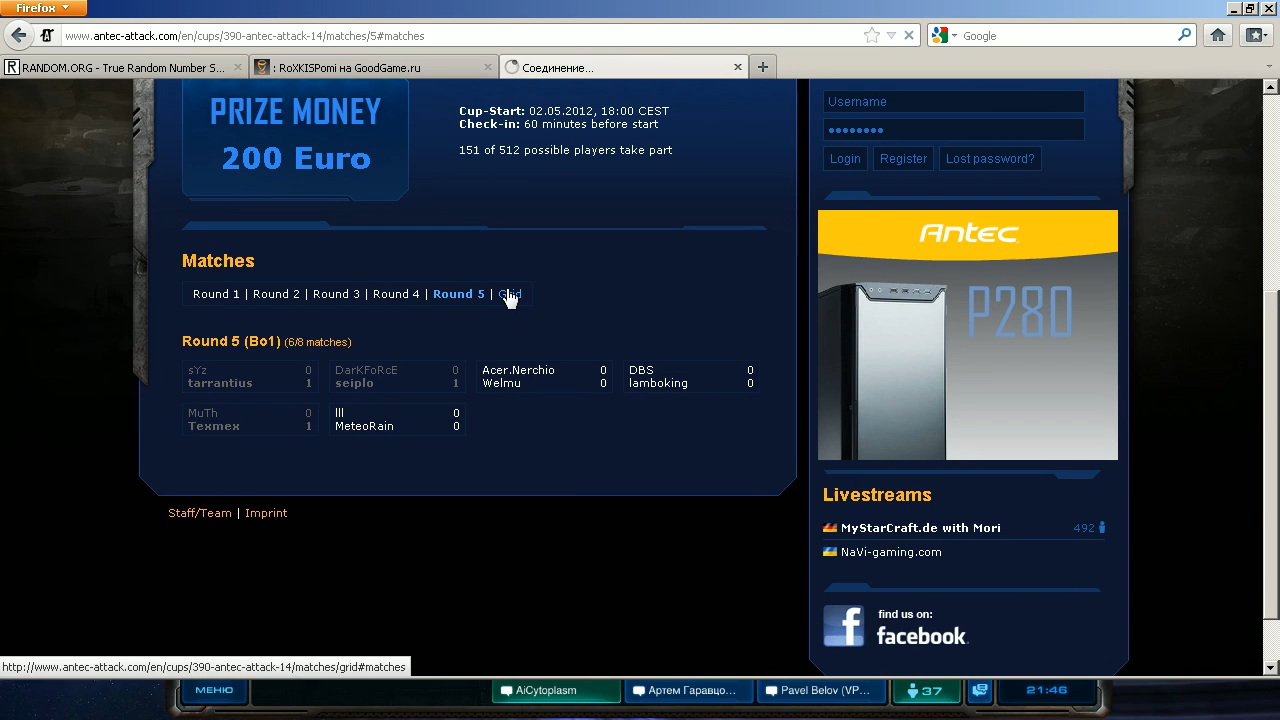 Firefox
www.antec-attack.com/en/cups/390-antec-attack-14/matches/5#matches
Google
RANDOM.ORG - True Random Number S...
: RoXKISPomi на GoodGame.ru
Соединение...
PRIZE MONEY
200 Euro
Cup-Start: 02.05.2012, 18:00 CEST
Check-in: 60 minutes before start
151 of 512 possible players take part
Username
Login Register Lost password?
Antec
P280
Matches
Round 1 | Round 2 | Round 3 | Round 4 | Round 5 | Grid
Round 5 (Bo1) (6/8 matches)
sYz 0
tarrantius 1
DarKFoRcE 0
seiplo 1
Acer.Nerchio 0
Welmu 0
DBS 0
lamboking 0
MuTh 0
Texmex 1
lll 0
MeteoRain 0
Staff/Team | Imprint
Livestreams
MyStarCraft.de with Mori 492
NaVi-gaming.com
find us on:
facebook
http://www.antec-attack.com/en/cups/390-antec-attack-14/matches/grid#matches
МЕНЮ
AiCytoplasm
Артем Гаравцо...
Pavel Belov (VP...
37
21:46